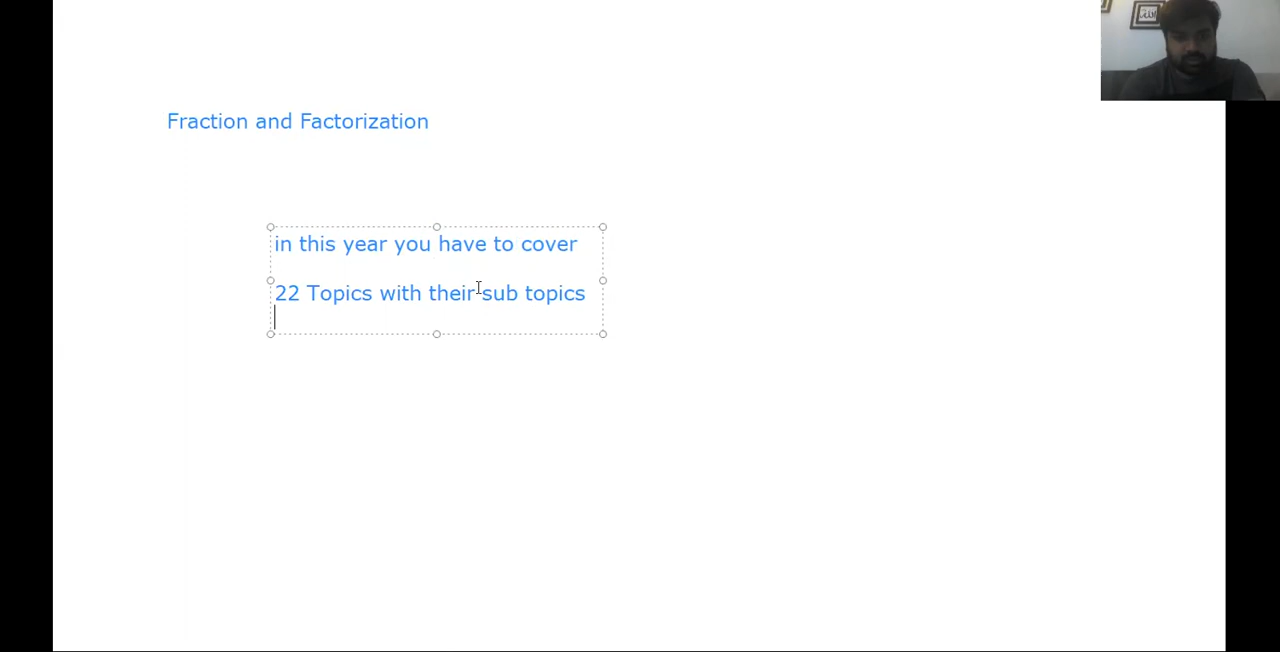 Fraction and Factorization
in this year you have to cover
22 Topics with their sub topics